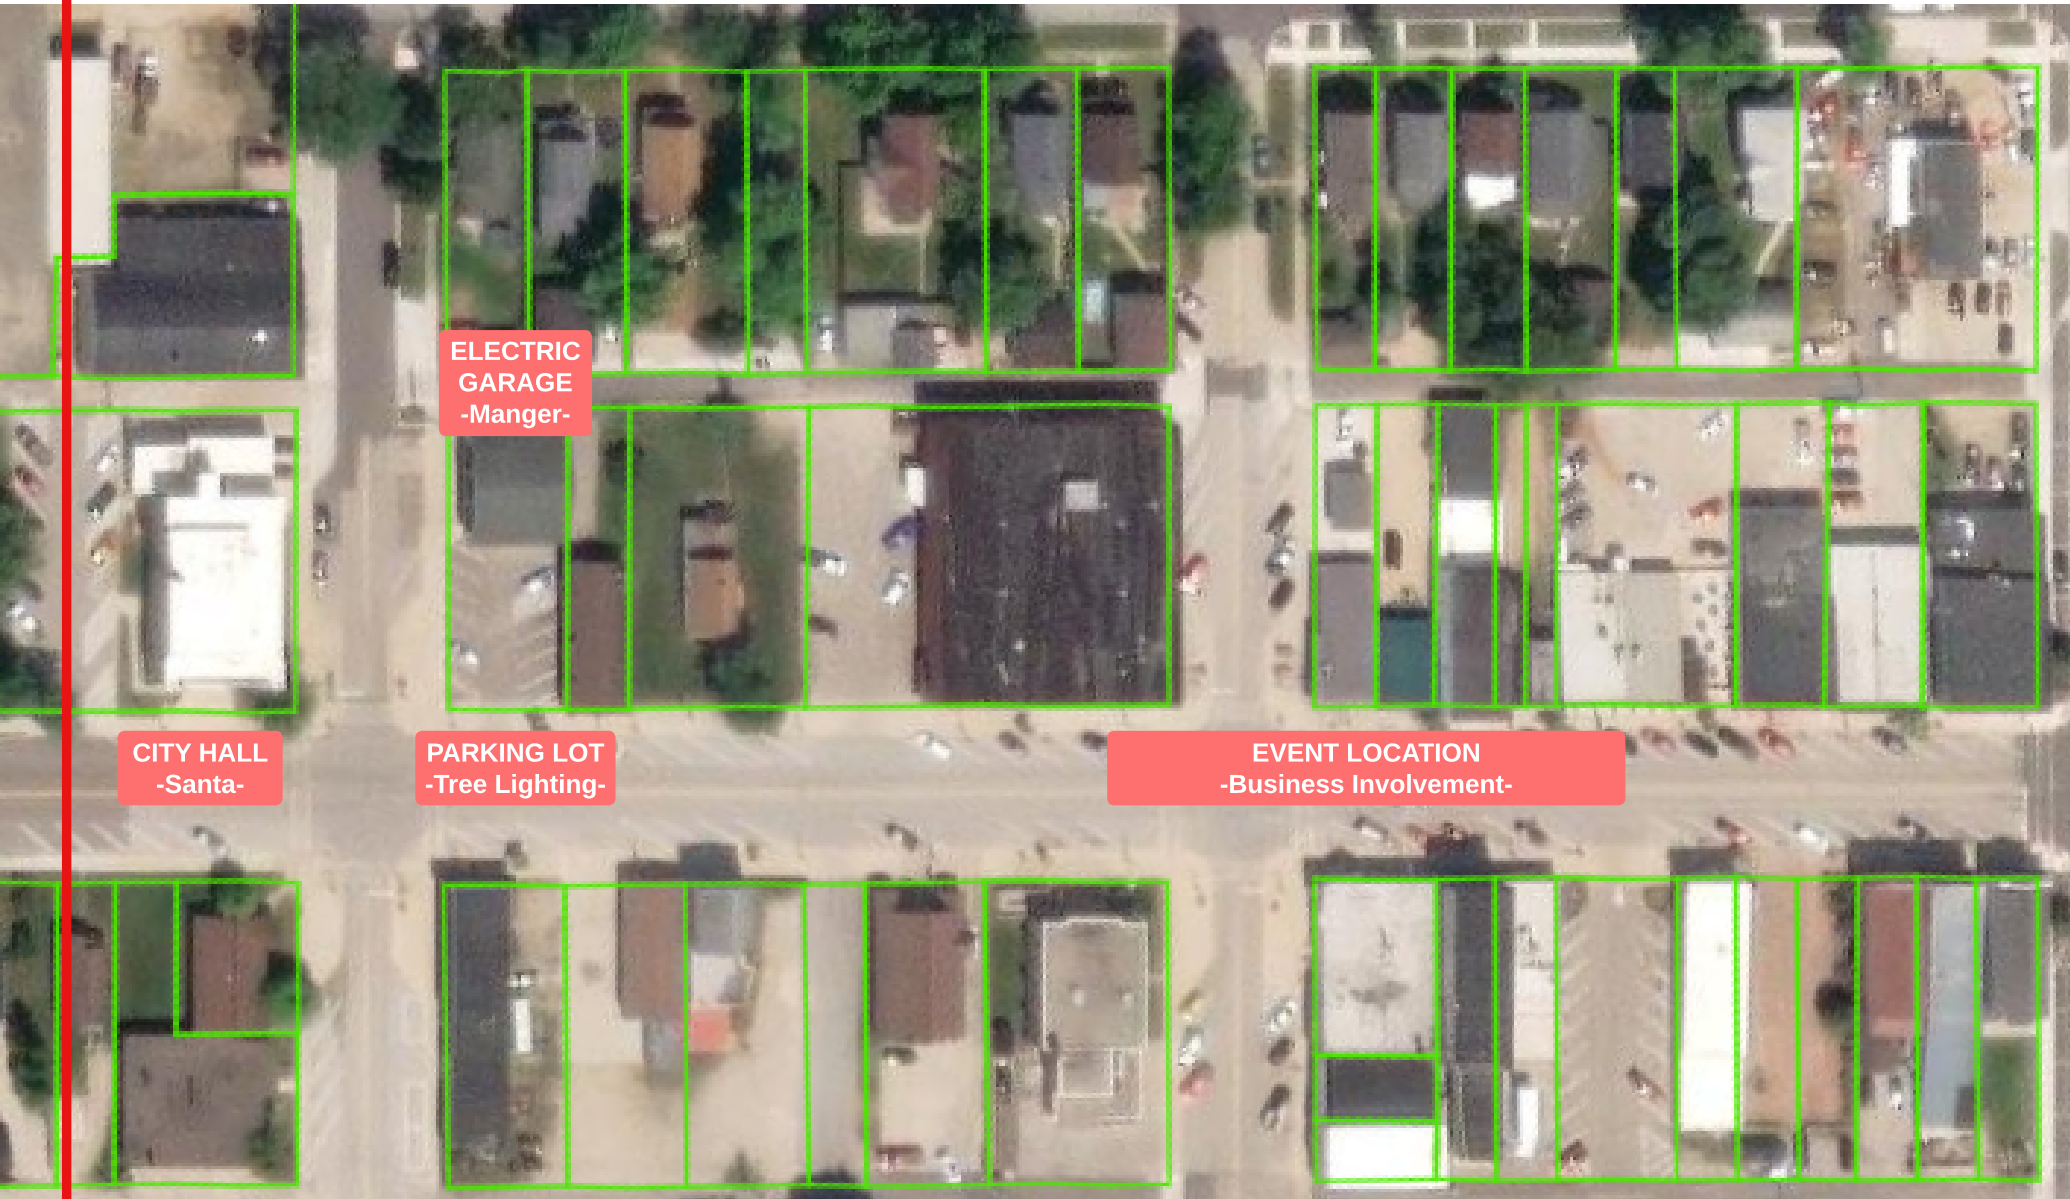 ELECTRIC
GARAGE
-Manger-
CITY HALL
-Santa-
PARKING LOT
-Tree Lighting-
EVENT LOCATION
-Business Involvement-